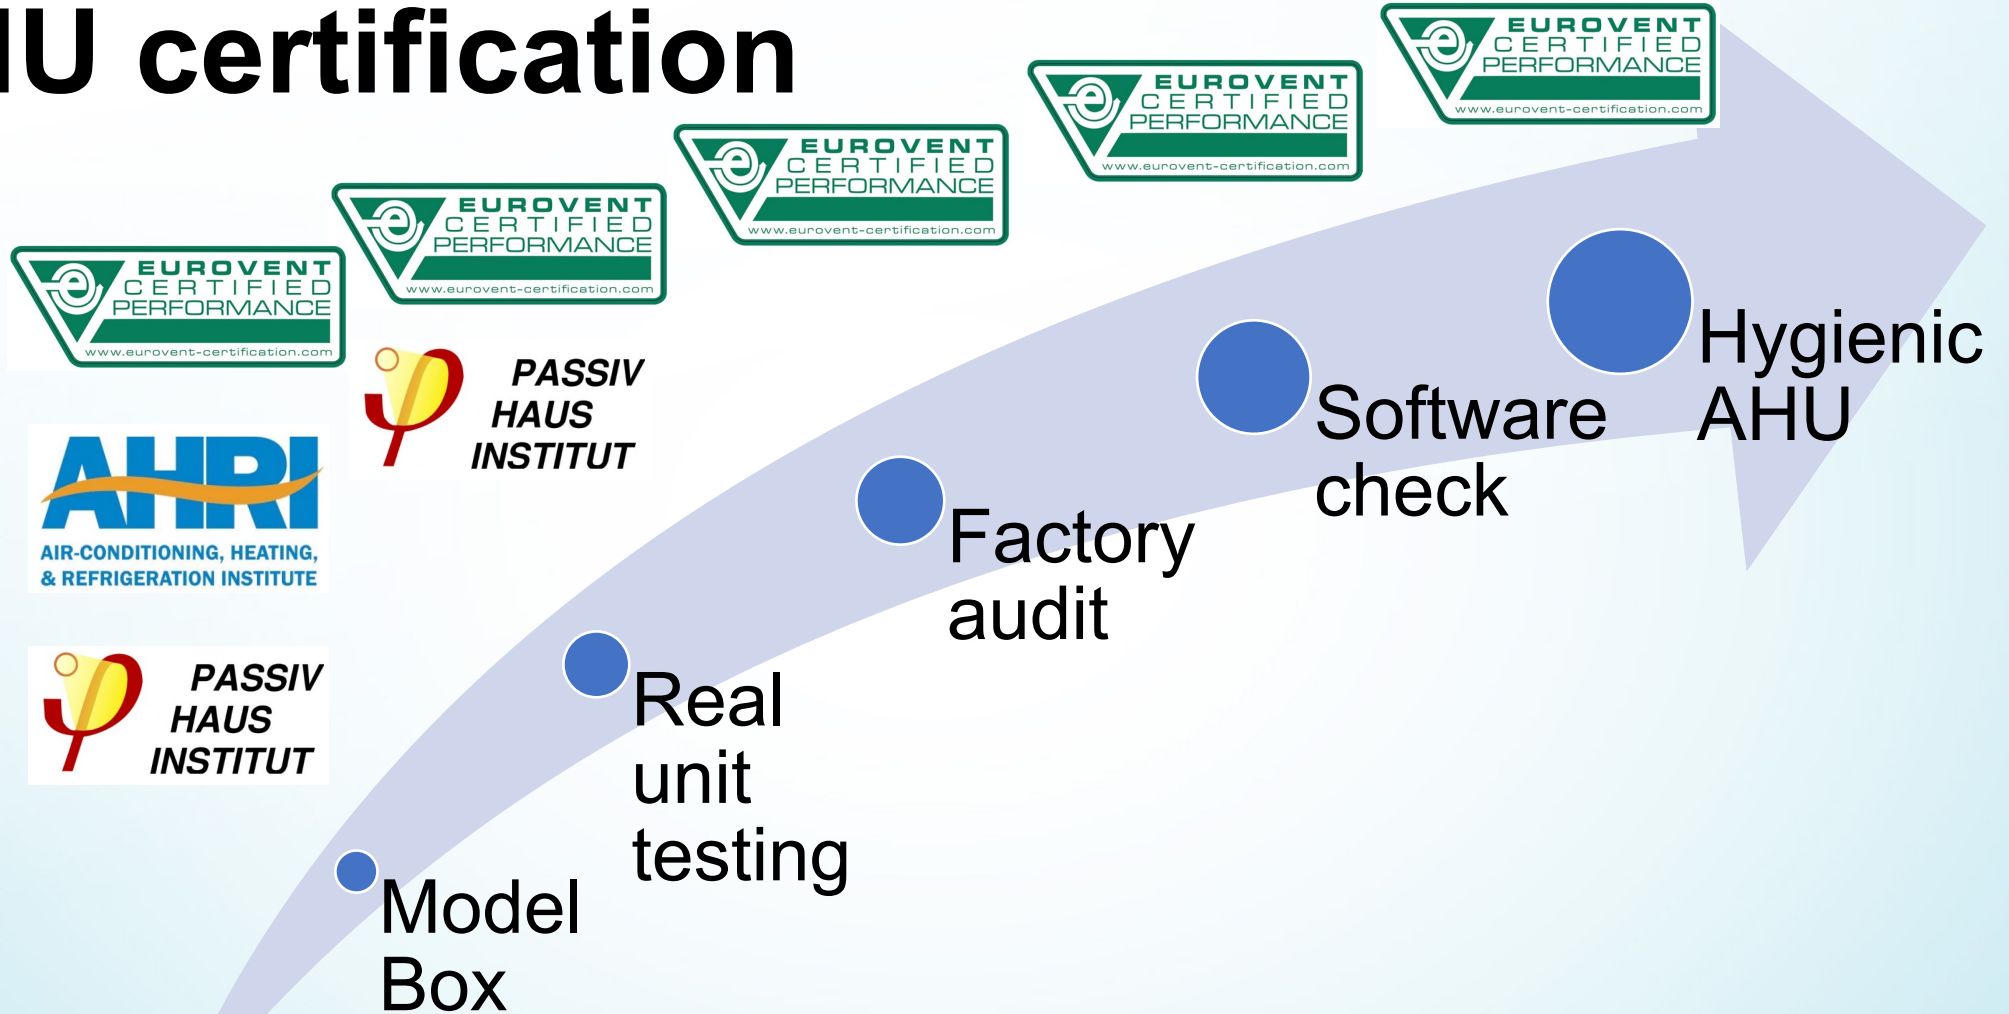 HU certification
EUROVENT
CERTIFIED
PERFORMANCE
www.eurovent-certification.com
EUROVENT
CERTIFIED
PERFORMANCE
www.eurovent-certification.com
EUROVENT
CERTIFIED
PERFORMANCE
www.eurovent-certification.com
EUROVENT
CERTIFIED
PERFORMANCE
www.eurovent-certification.com
EUROVENT
CERTIFIED
PERFORMANCE
www.eurovent-certification.com
PASSIV
HAUS
INSTITUT
AHRI
AIR-CONDITIONING, HEATING,
& REFRIGERATION INSTITUTE
PASSIV
HAUS
INSTITUT
Model
Box
Real
unit
testing
Factory
audit
Software
check
Hygienic
AHU